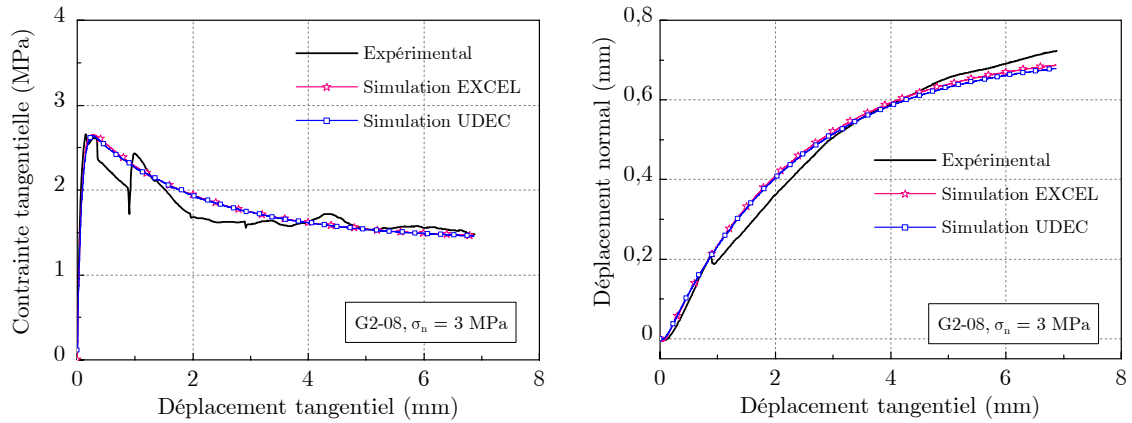 4
3
2
1
0
0
2
4
6
8
Contrainte tangentielle (MPa)
Déplacement tangentiel (mm)
Expérimental
Simulation EXCEL
Simulation UDEC
G2-08, σn = 3 MPa
0,8
0,6
0,4
0,2
0
0
2
4
6
8
Déplacement normal (mm)
Déplacement tangentiel (mm)
Expérimental
Simulation EXCEL
Simulation UDEC
G2-08, σn = 3 MPa